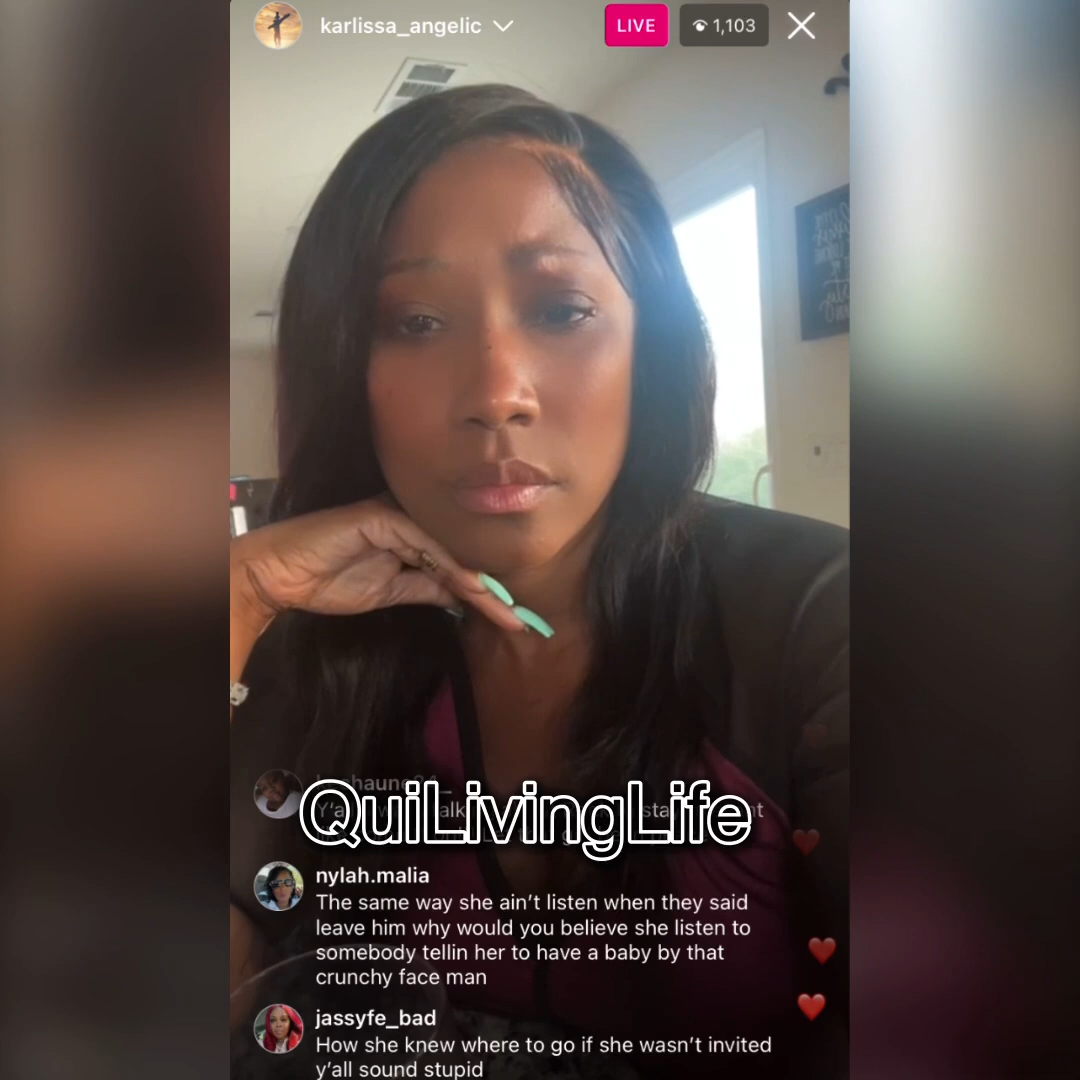 karlissa_angelic
LIVE
1,103
QuiLivingLife
nylah.malia
The same way she ain't listen when they said
leave him why would you believe she listen to
somebody tellin her to have a baby by that
crunchy face man
jassyfe_bad
How she knew where to go if she wasn't invited
y'all sound stupid